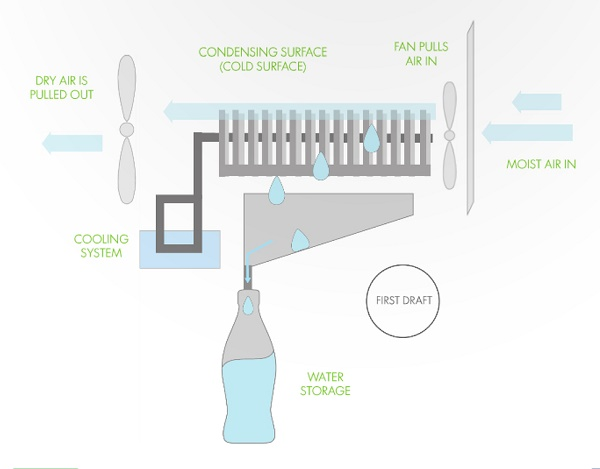 CONDENSING SURFACE
(COLD SURFACE)
FAN PULLS
AIR IN
DRY AIR IS
PULLED OUT
MOIST AIR IN
COOLING
SYSTEM
FIRST DRAFT
WATER
STORAGE